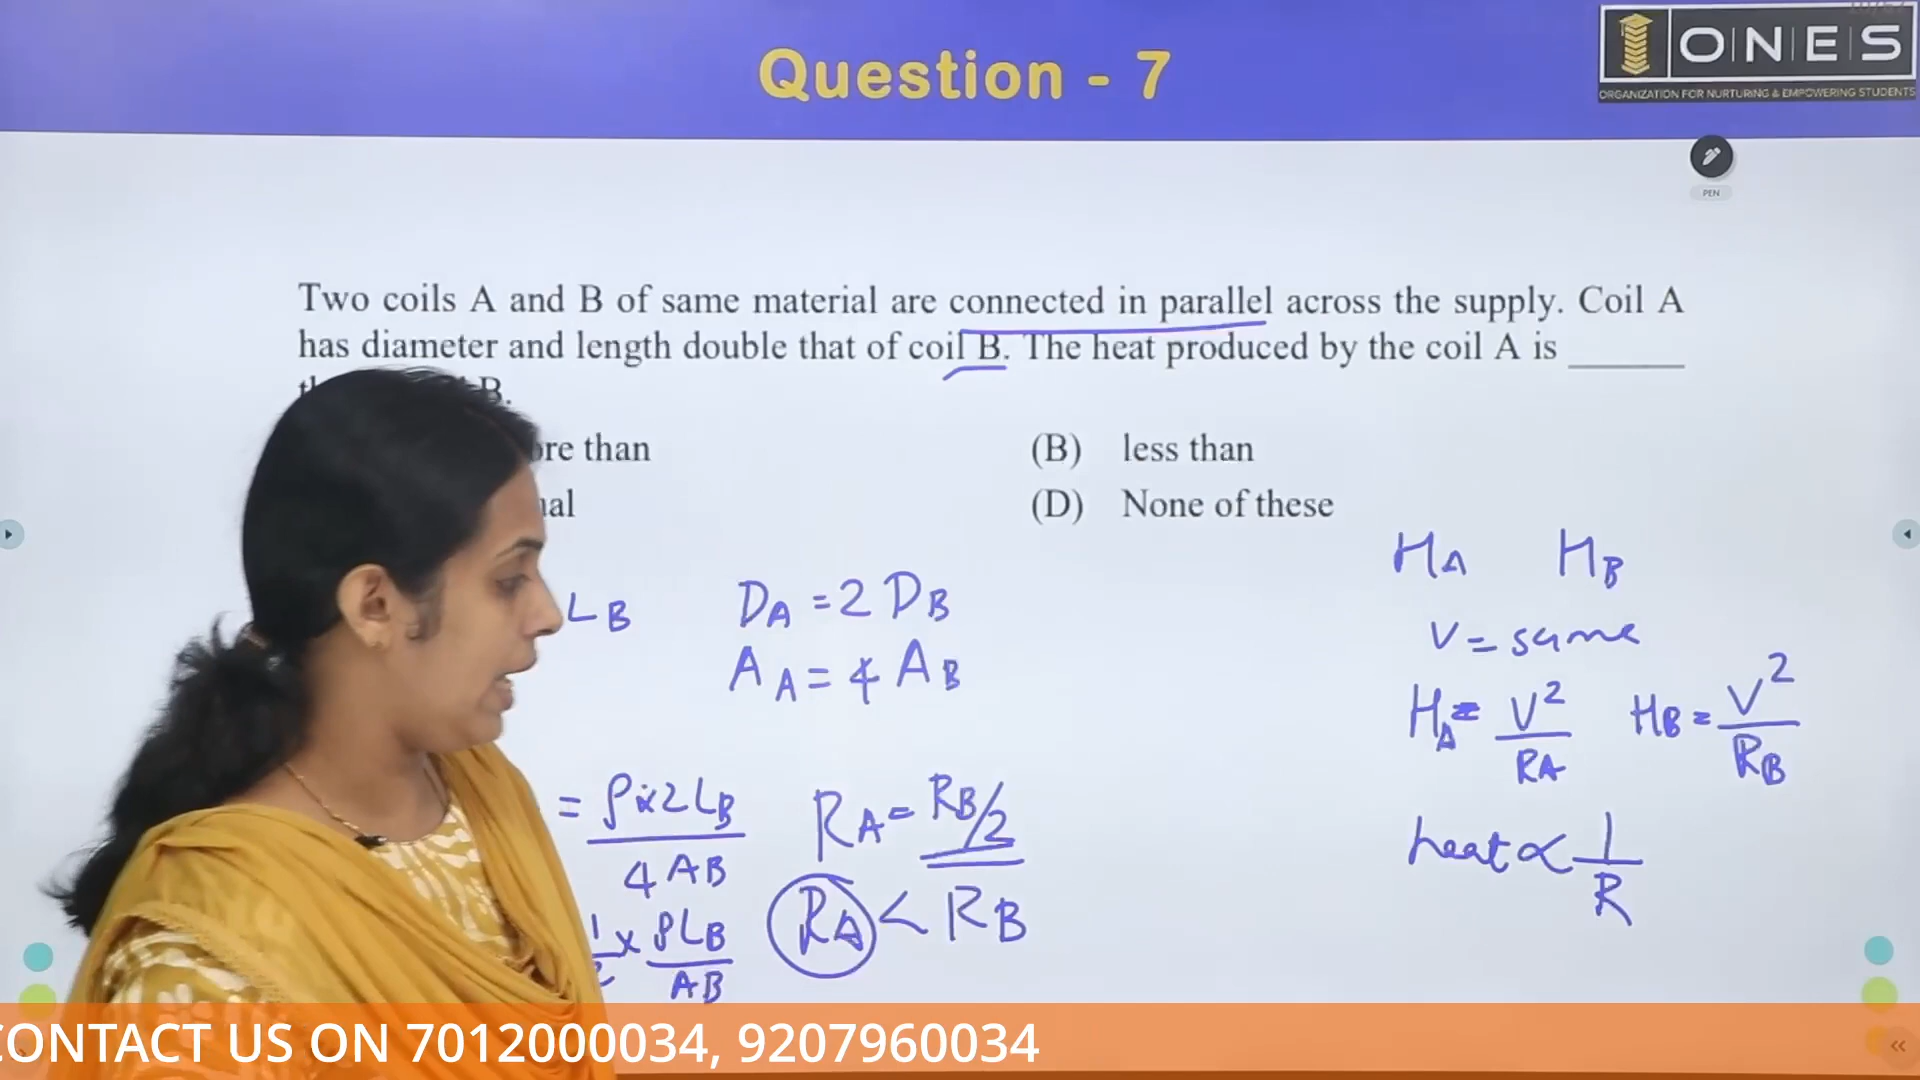 Question - 7
O|N|E|S
ORGANIZATION FOR NURTURING & EMPOWERING STUDENTS
PEN
Two coils A and B of same material are connected in parallel across the supply. Coil A
has diameter and length double that of coil B. The heat produced by the coil A is ______
B.
than
(B) less than
(D) None of these
HA HB
LB DA = 2 DB
V = same
AA = 4 AB
HA = V²/RA HB = V²/RB
= ρ×2LB/4AB RA = RB/2
heat ∝ 1/R
RA < RB
1/2 × ρLB/AB
CONTACT US ON 7012000034, 9207960034